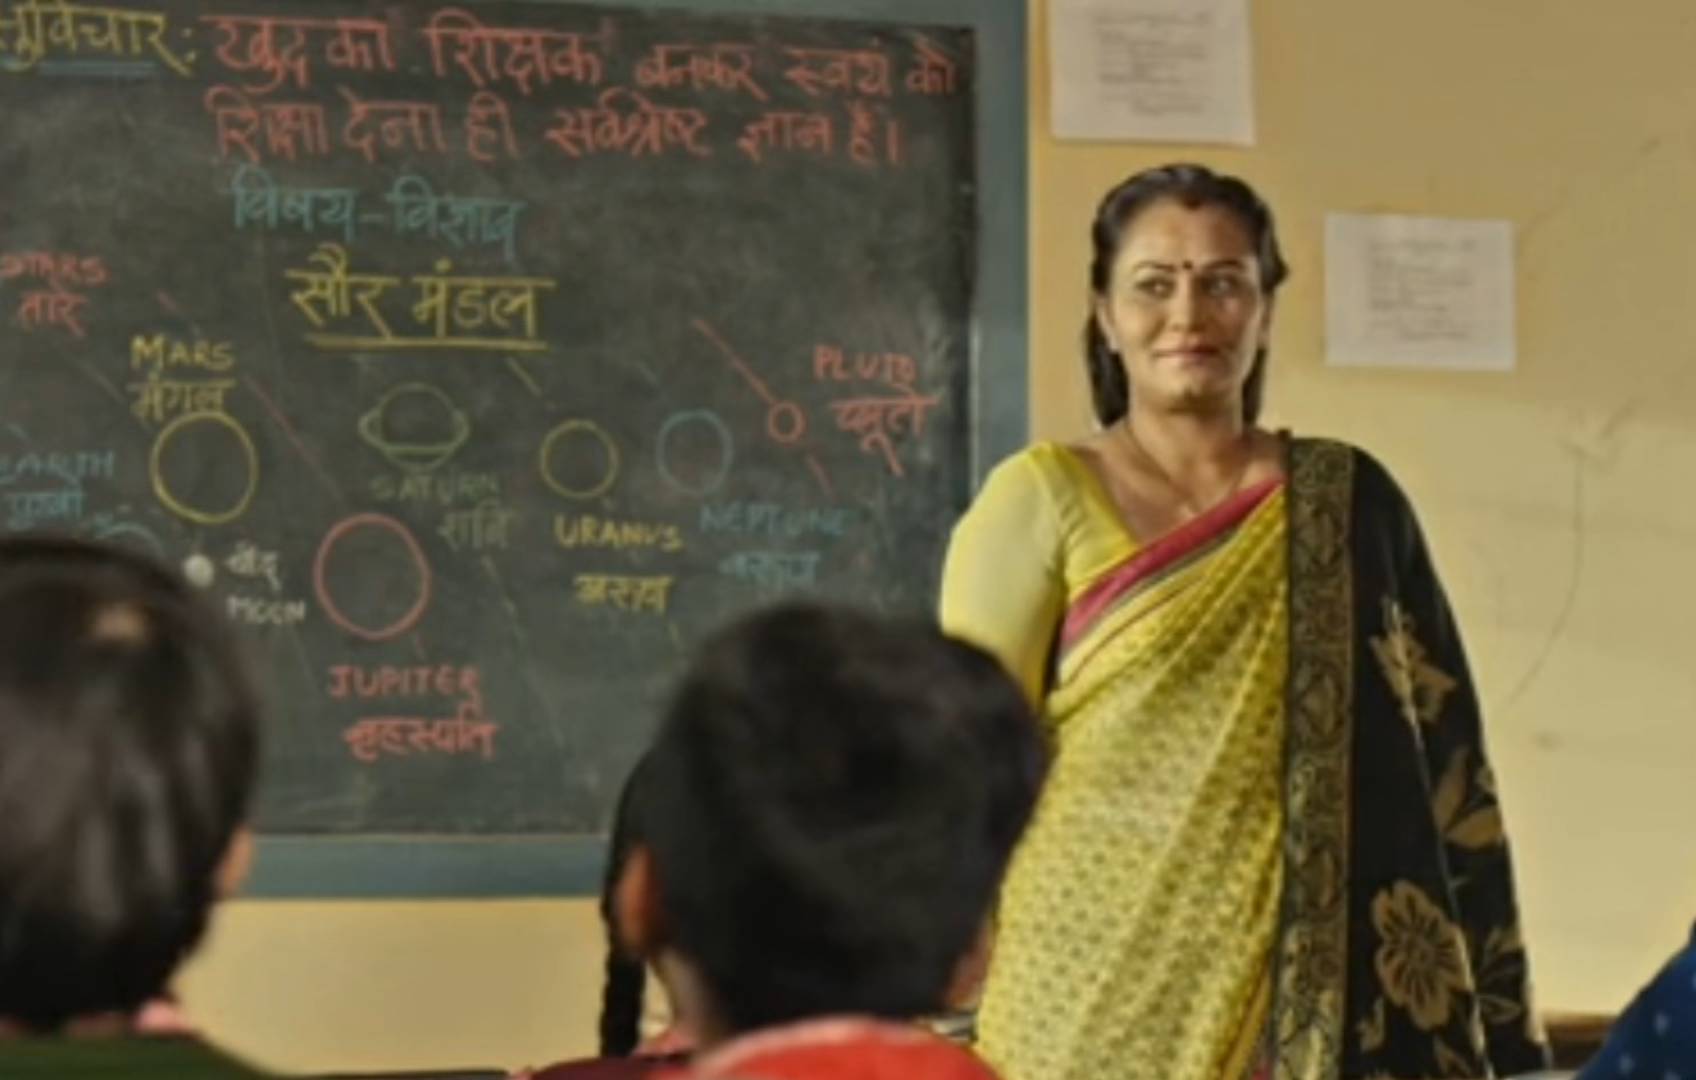 सुविचार: खुद का शिक्षक बनकर स्वयं को
शिक्षा देना ही सर्वश्रेष्ट ज्ञान है।
विषय-विज्ञान
सौर मंडल
STARS
तारे
MARS
मंगल
PLUTO
प्लूटो
EARTH
पृथ्वी
SATURN
शनि
URANUS
अरुण
NEPTUNE
वरुण
चाँद
MOON
JUPITER
बृहस्पति